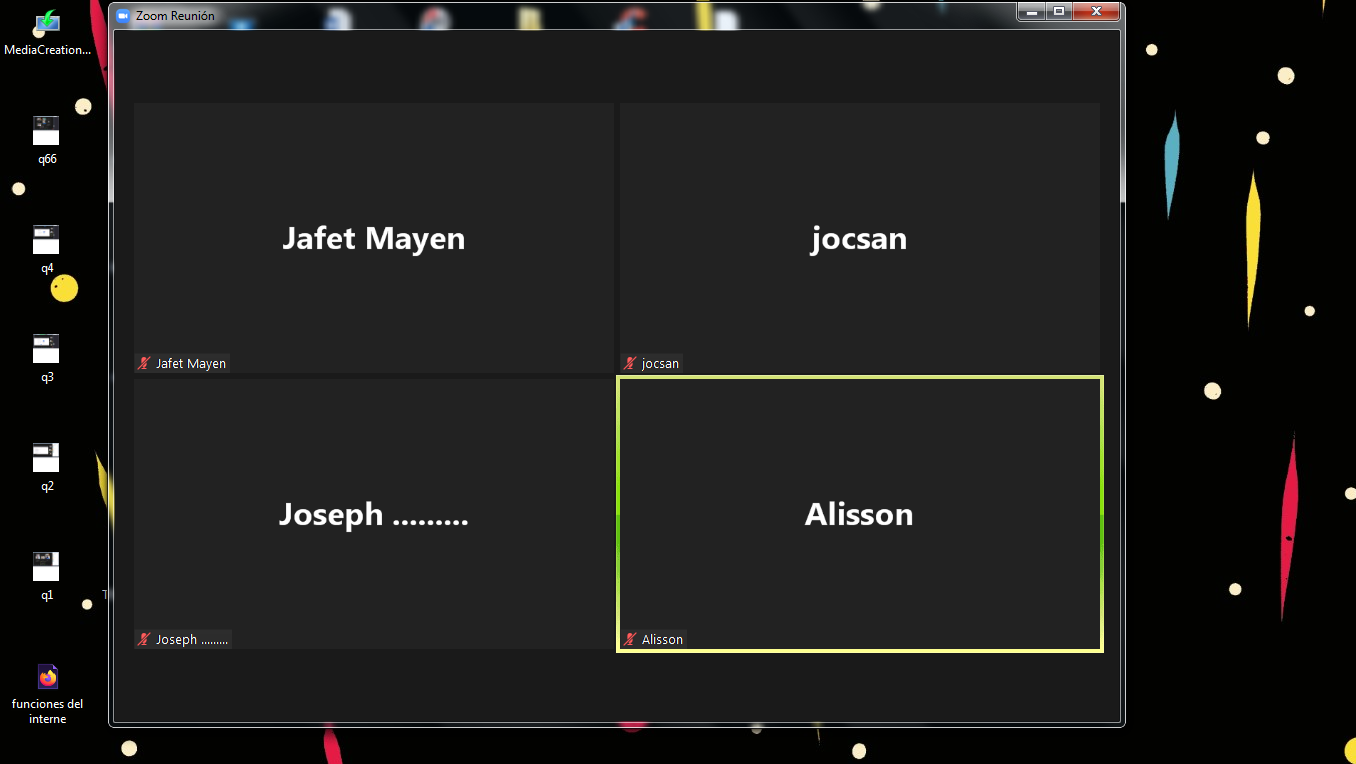 Zoom Reunión
MediaCreation...
q66
q4
q3
q2
q1
funciones del
interne
Jafet Mayen
jocsan
Jafet Mayen
jocsan
Joseph .........
Alisson
Joseph .........
Alisson